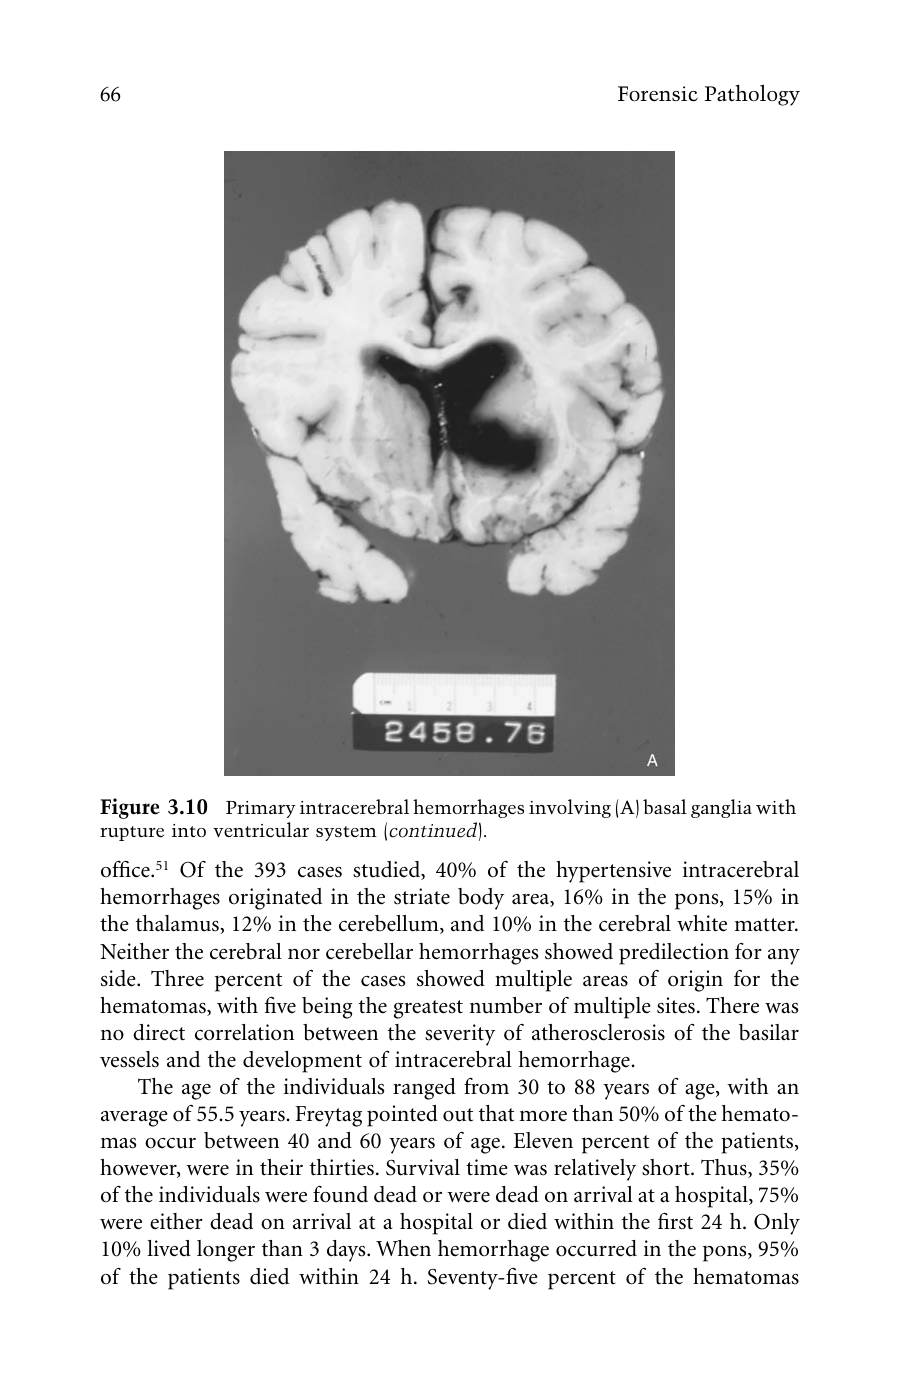 66
Forensic Pathology
cm 1 2 3 4
2458.76
A
Figure 3.10 Primary intracerebral hemorrhages involving (A) basal ganglia with
rupture into ventricular system (continued).
office.51 Of the 393 cases studied, 40% of the hypertensive intracerebral
hemorrhages originated in the striate body area, 16% in the pons, 15% in
the thalamus, 12% in the cerebellum, and 10% in the cerebral white matter.
Neither the cerebral nor cerebellar hemorrhages showed predilection for any
side. Three percent of the cases showed multiple areas of origin for the
hematomas, with five being the greatest number of multiple sites. There was
no direct correlation between the severity of atherosclerosis of the basilar
vessels and the development of intracerebral hemorrhage.
The age of the individuals ranged from 30 to 88 years of age, with an
average of 55.5 years. Freytag pointed out that more than 50% of the hemato-
mas occur between 40 and 60 years of age. Eleven percent of the patients,
however, were in their thirties. Survival time was relatively short. Thus, 35%
of the individuals were found dead or were dead on arrival at a hospital, 75%
were either dead on arrival at a hospital or died within the first 24 h. Only
10% lived longer than 3 days. When hemorrhage occurred in the pons, 95%
of the patients died within 24 h. Seventy-five percent of the hematomas